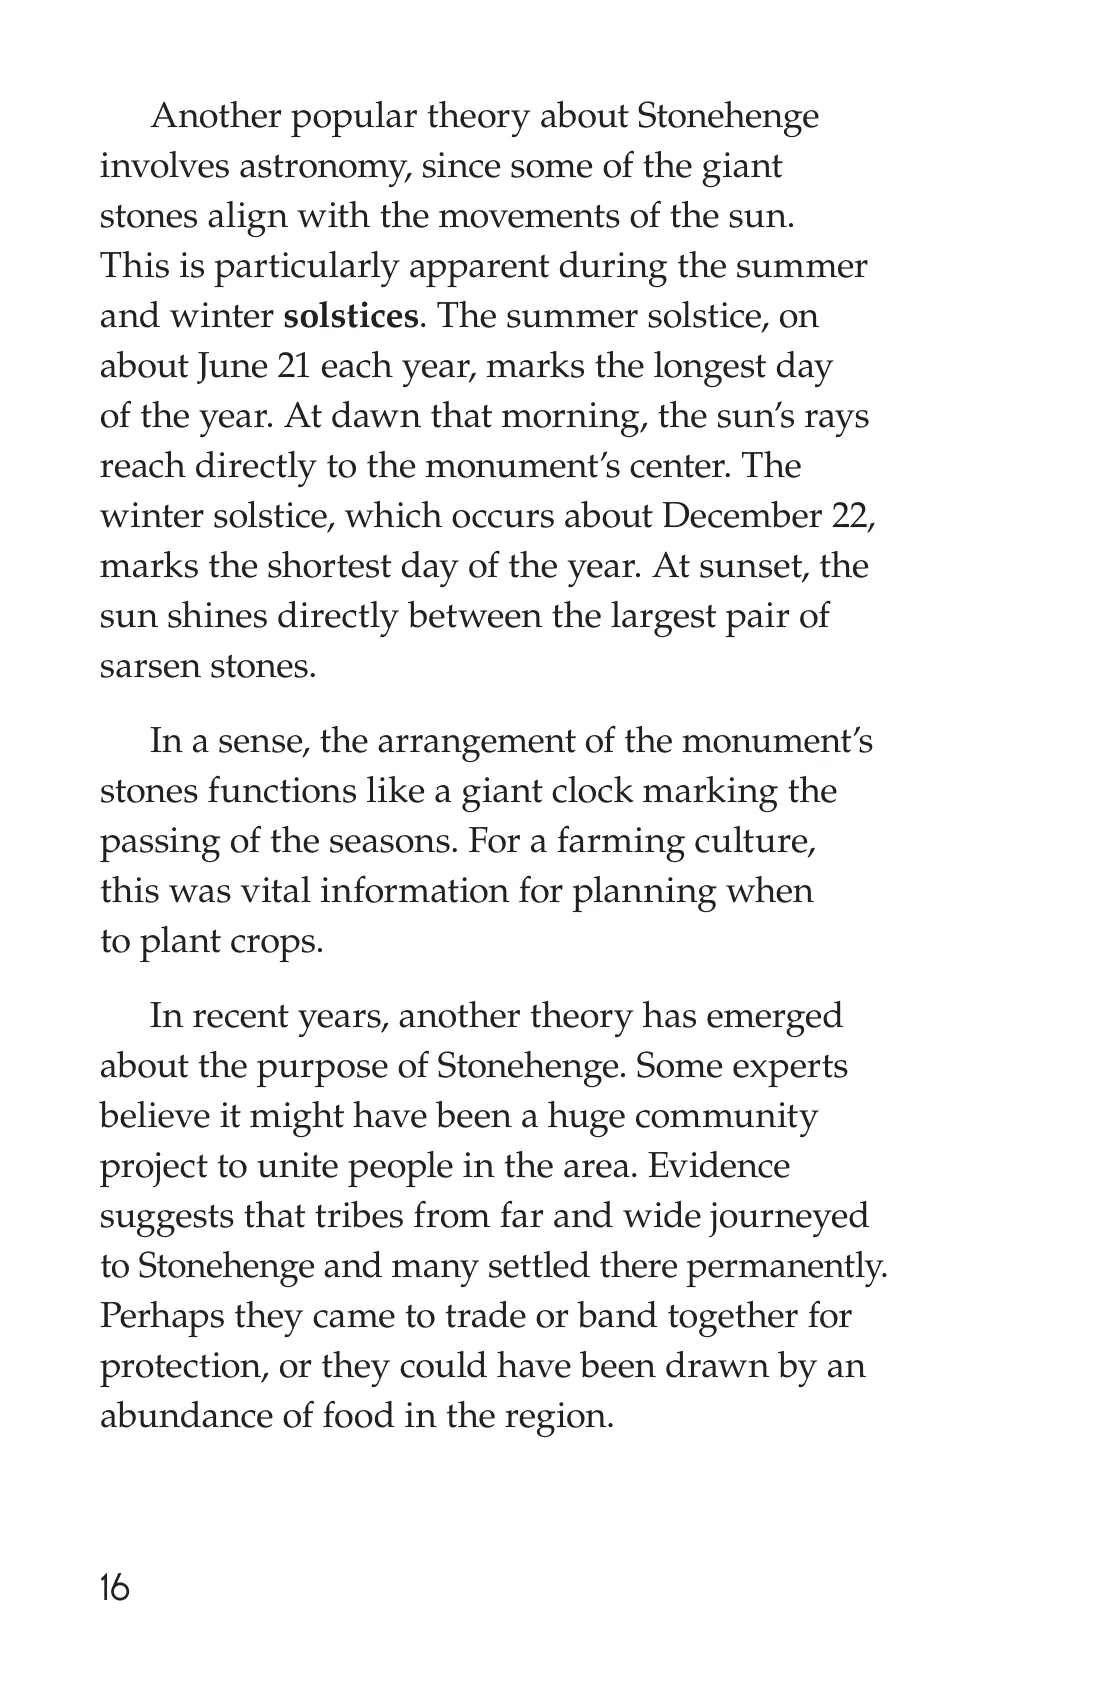 Another popular theory about Stonehenge
involves astronomy, since some of the giant
stones align with the movements of the sun.
This is particularly apparent during the summer
and winter solstices. The summer solstice, on
about June 21 each year, marks the longest day
of the year. At dawn that morning, the sun’s rays
reach directly to the monument’s center. The
winter solstice, which occurs about December 22,
marks the shortest day of the year. At sunset, the
sun shines directly between the largest pair of
sarsen stones.
In a sense, the arrangement of the monument’s
stones functions like a giant clock marking the
passing of the seasons. For a farming culture,
this was vital information for planning when
to plant crops.
In recent years, another theory has emerged
about the purpose of Stonehenge. Some experts
believe it might have been a huge community
project to unite people in the area. Evidence
suggests that tribes from far and wide journeyed
to Stonehenge and many settled there permanently.
Perhaps they came to trade or band together for
protection, or they could have been drawn by an
abundance of food in the region.
16